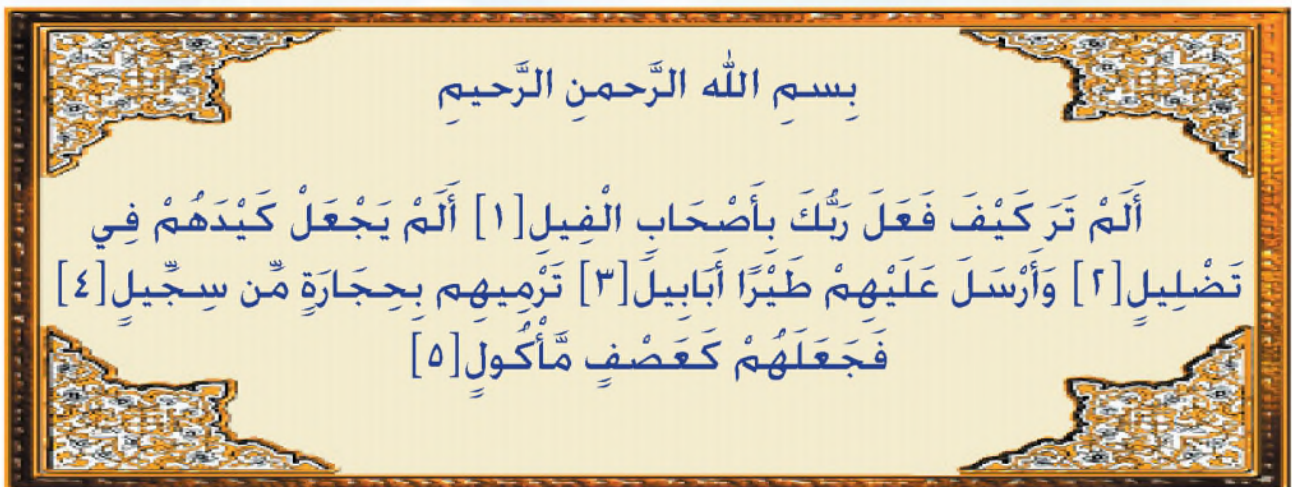 بِسمِ اللّٰه الرَّحمنِ الرَّحيمِ
أَلَمْ تَرَ كَيْفَ فَعَلَ رَبُّكَ بِأَصْحَابِ الْفِيلِ[١] أَلَمْ يَجْعَلْ كَيْدَهُمْ فِي
تَضْلِيلٍ[٢] وَأَرْسَلَ عَلَيْهِمْ طَيْرًا أَبَابِيلَ[٣] تَرْمِيهِم بِحِجَارَةٍ مِّن سِجِّيلٍ[٤]
فَجَعَلَهُمْ كَعَصْفٍ مَّأْكُولٍ[٥]